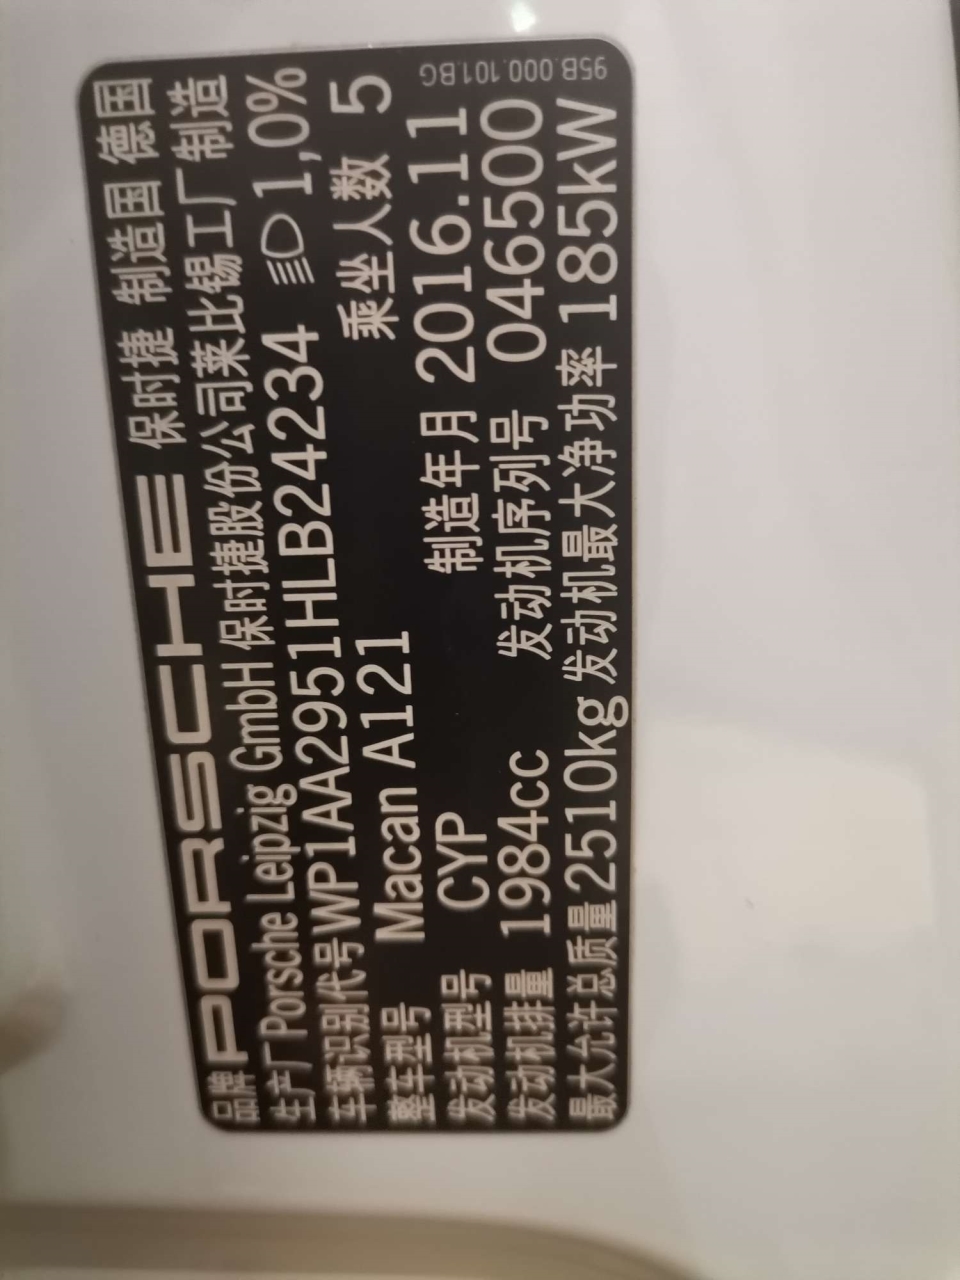 品牌 PORSCHE 保时捷 制造国 德国
生产厂 Porsche Leipzig GmbH 保时捷股份公司莱比锡工厂制造
车辆识别代号 WP1AA2951HLB24234 1,0%
整车型号 Macan A121 乘坐人数 5
发动机型号 CYP 制造年月 2016.11
发动机排量 1984cc 发动机序列号 046500
最大允许总质量 2510kg 发动机最大净功率 185kW
95B.000.101.BG